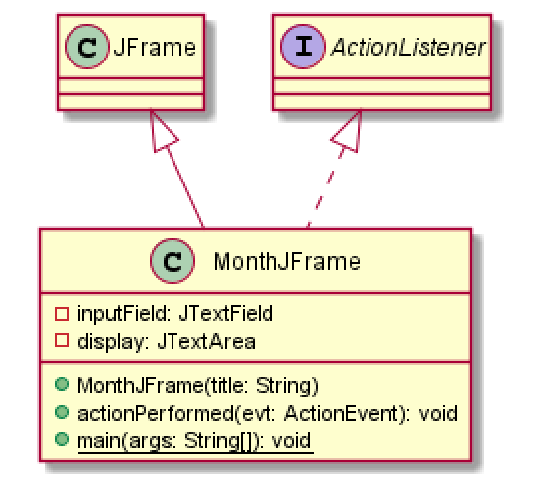 C JFrame
I ActionListener
C MonthJFrame
inputField: JTextField
display: JTextArea
MonthJFrame(title: String)
actionPerformed(evt: ActionEvent): void
main(args: String[]): void